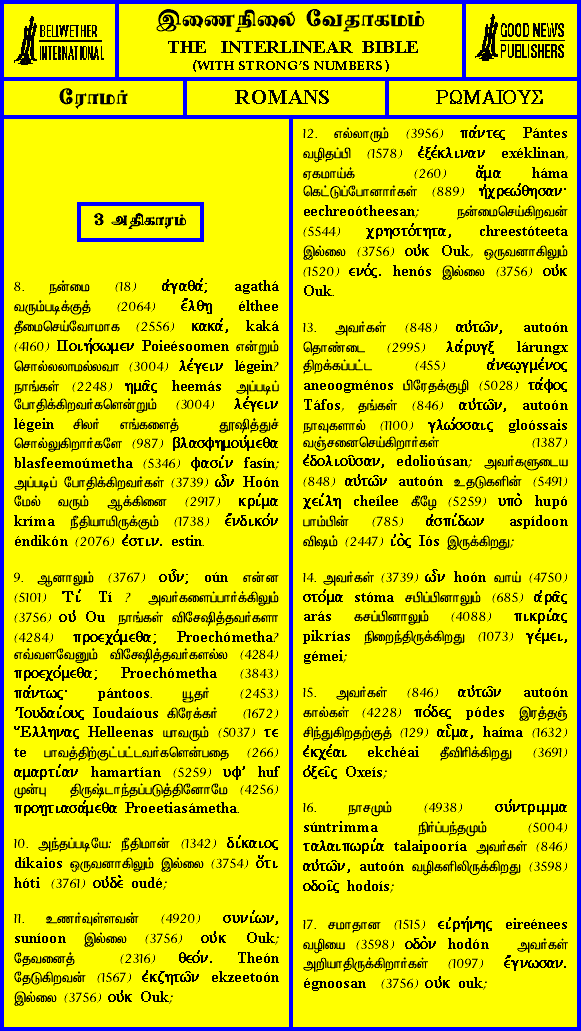 BELLWETHER
INTERNATIONAL
இணைநிலை வேதாகமம்
THE INTERLINEAR BIBLE
(WITH STRONG'S NUMBERS)
GOOD NEWS
PUBLISHERS
ரோமர்
ROMANS
ΡΩΜΑΙΟΥΣ
3 அதிகாரம்
8. நன்மை (18) ἀγαθά; agathá
வரும்படிக்குத் (2064) ἔλθῃ élthee
தீமைசெய்வோமாக (2556) κακά, kaká
(4160) Ποιήσωμεν Poieésoomen என்றும்
சொல்லலாமல்லவா (3004) λέγειν légein?
நாங்கள் (2248) ημᾶς heemás அப்படிப்
போதிக்கிறவர்களென்றும் (3004) λέγειν
légein சிலர் எங்களைத் தூஷித்துச்
சொல்லுகிறார்களே (987) βλασφημούμεθα
blasfeemoúmetha (5346) φασίν fasín;
அப்படிப் போதிக்கிறவர்கள் (3739) ὧν Hoón
மேல் வரும் ஆக்கினை (2917) κρίμα
kríma நீதியாயிருக்கும் (1738) ἔνδικόν
éndikón (2076) ἐστιν. estin.
9. ஆனாலும் (3767) οὖν; oún என்ன
(5101) Τί Tí ? அவர்களைப்பார்க்கிலும்
(3756) οὐ Ou நாங்கள் விசேஷித்தவர்களா
(4284) προεχόμεθα; Proechómetha?
எவ்வளவேனும் விசேஷித்தவர்களல்ல (4284)
προεχόμεθα; Proechómetha (3843)
πάντως· pántoos. யூதர் (2453)
Ἰουδαίους Ioudaíous கிரேக்கர் (1672)
Ἕλληνας Helleenas யாவரும் (5037) τε
te பாவத்திற்குட்பட்டவர்களென்பதை (266)
αμαρτίαν hamartían (5259) υφ' huf
முன்பு திருஷ்டாந்தப்படுத்தினோமே (4256)
προῃτιασάμεθα Proeetiasámetha.
10. அந்தப்படியே: நீதிமான் (1342) δίκαιος
díkaios ஒருவனாகிலும் இல்லை (3754) ὅτι
hóti (3761) οὐδὲ oudé;
11. உணர்வுள்ளவன் (4920) συνίων,
suníoon இல்லை (3756) οὐκ Ouk;
தேவனைத் (2316) θεόν. Theón
தேடுகிறவன் (1567) ἐκζητῶν ekzeetoón
இல்லை (3756) οὐκ Ouk;
12. எல்லாரும் (3956) πάντες Pántes
வழிதப்பி (1578) ἐξέκλιναν exéklinan,
ஏகமாய்க் (260) ἅμα háma
கெட்டுப்போனார்கள் (889) ἠχρεώθησαν·
eechreoótheesan; நன்மைசெய்கிறவன்
(5544) χρηστότητα, chreestóteeta
இல்லை (3756) οὐκ Ouk, ஒருவனாகிலும்
(1520) ενός. henós இல்லை (3756) οὐκ
Ouk.
13. அவர்கள் (848) αὐτῶν, autoón
தொண்டை (2995) λάρυγξ lárungx
திறக்கப்பட்ட (455) ἀνεῳγμένος
aneoogménos பிரேதக்குழி (5028) τάφος
Táfos, தங்கள் (846) αὐτῶν, autoón
நாவுகளால் (1100) γλώσσαις gloóssais
வஞ்சனைசெய்கிறார்கள் (1387)
ἐδολιοῦσαν, edolioúsan; அவர்களுடைய
(848) αὐτῶν autoón உதடுகளின் (5491)
χείλη cheílee கீழே (5259) υπὸ hupó
பாம்பின் (785) ἀσπίδων aspídoon
விஷம் (2447) ἰὸς Iós இருக்கிறது;
14. அவர்கள் (3739) ὧν hoón வாய் (4750)
στόμα stóma சபிப்பினாலும் (685) ἀρᾶς
arás கசப்பினாலும் (4088) πικρίας
pikrías நிறைந்திருக்கிறது (1073) γέμει,
gémei;
15. அவர்கள் (846) αὐτῶν autoón
கால்கள் (4228) πόδες pódes இரத்தஞ்
சிந்துகிறதற்குத் (129) αἷμα, haíma (1632)
ἐκχέαι ekchéai தீவிரிக்கிறது (3691)
ὀξεῖς Oxeís;
16. நாசமும் (4938) σύντριμμα
súntrimma நிர்ப்பந்தமும் (5004)
ταλαιπωρία talaipooría அவர்கள் (846)
αὐτῶν, autoón வழிகளிலிருக்கிறது (3598)
οδοῖς hodoís;
17. சமாதான (1515) εἰρήνης eireénees
வழியை (3598) οδὸν hodón அவர்கள்
அறியாதிருக்கிறார்கள் (1097) ἔγνωσαν.
égnoosan (3756) οὐκ ouk;